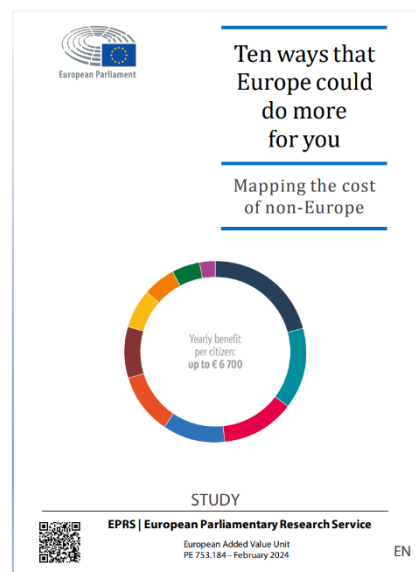 European Parliament
Ten ways that
Europe could
do more
for you
Mapping the cost
of non-Europe
Yearly benefit
per citizen:
up to € 6 700
STUDY
EPRS | European Parliamentary Research Service
European Added Value Unit
PE 753.184 – February 2024
EN